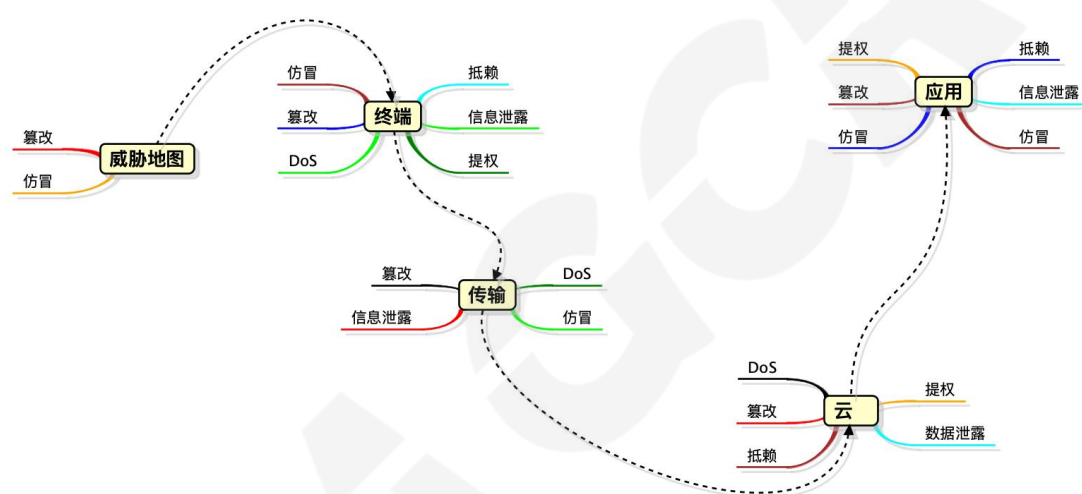 篡改
仿冒
威胁地图
仿冒
篡改
DoS
终端
抵赖
信息泄露
提权
篡改
信息泄露
传输
DoS
仿冒
DoS
篡改
抵赖
云
提权
数据泄露
提权
篡改
仿冒
应用
抵赖
信息泄露
仿冒